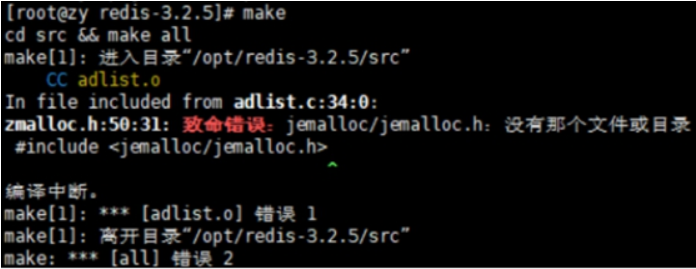 [root@zy redis-3.2.5]# make
cd src && make all
make[1]: 进入目录“/opt/redis-3.2.5/src”
    CC adlist.o
In file included from adlist.c:34:0:
zmalloc.h:50:31: 致命错误：jemalloc/jemalloc.h：没有那个文件或目录
 #include <jemalloc/jemalloc.h>
                               ^
编译中断。
make[1]: *** [adlist.o] 错误 1
make[1]: 离开目录“/opt/redis-3.2.5/src”
make: *** [all] 错误 2